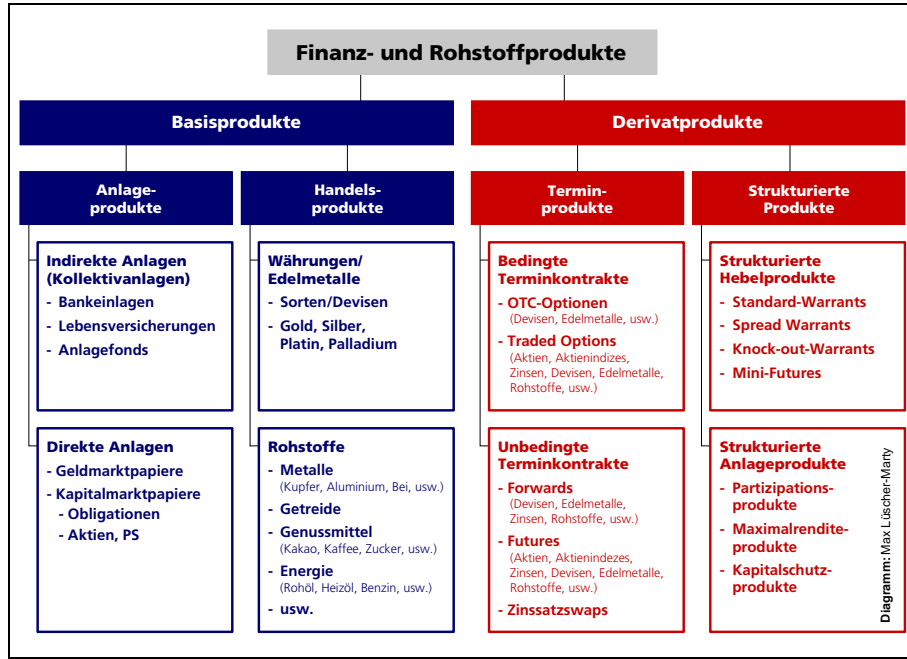 Finanz- und Rohstoffprodukte
Basisprodukte
Derivatprodukte
Anlage-
produkte
Handels-
produkte
Termin-
produkte
Strukturierte
Produkte
Indirekte Anlagen
(Kollektivanlagen)
- Bankeinlagen
- Lebensversicherungen
- Anlagefonds
Währungen/
Edelmetalle
- Sorten/Devisen
- Gold, Silber,
Platin, Palladium
Bedingte
Terminkontrakte
- OTC-Optionen
(Devisen, Edelmetalle, usw.)
- Traded Options
(Aktien, Aktienindizes,
Zinsen, Devisen, Edelmetalle,
Rohstoffe, usw.)
Strukturierte
Hebelprodukte
- Standard-Warrants
- Spread Warrants
- Knock-out-Warrants
- Mini-Futures
Direkte Anlagen
- Geldmarktpapiere
- Kapitalmarktpapiere
- Obligationen
- Aktien, PS
Rohstoffe
- Metalle
(Kupfer, Aluminium, Bei, usw.)
- Getreide
- Genussmittel
(Kakao, Kaffee, Zucker, usw.)
- Energie
(Rohöl, Heizöl, Benzin, usw.)
- usw.
Unbedingte
Terminkontrakte
- Forwards
(Devisen, Edelmetalle,
Zinsen, Rohstoffe, usw.)
- Futures
(Aktien, Aktienindezes,
Zinsen, Devisen, Edelmetalle,
Rohstoffe, usw.)
- Zinssatzswaps
Strukturierte
Anlageprodukte
- Partizipations-
produkte
- Maximalrendite-
produkte
- Kapitalschutz-
produkte
Diagramm: Max Lüscher-Marty